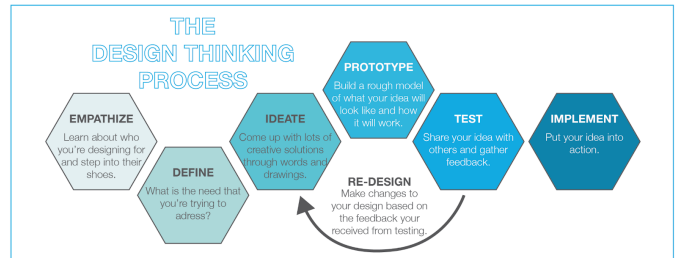 THE
DESIGN THINKING
PROCESS
EMPATHIZE
Learn about who
you're designing for
and step into their
shoes.
DEFINE
What is the need that
you're trying to
adress?
IDEATE
Come up with lots of
creative solutions
through words and
drawings.
PROTOTYPE
Build a rough model
of what your idea will
look like and how
it will work.
TEST
Share your idea with
others and gather
feedback.
IMPLEMENT
Put your idea into
action.
RE-DESIGN
Make changes to
your design based on
the feedback your
received from testing.